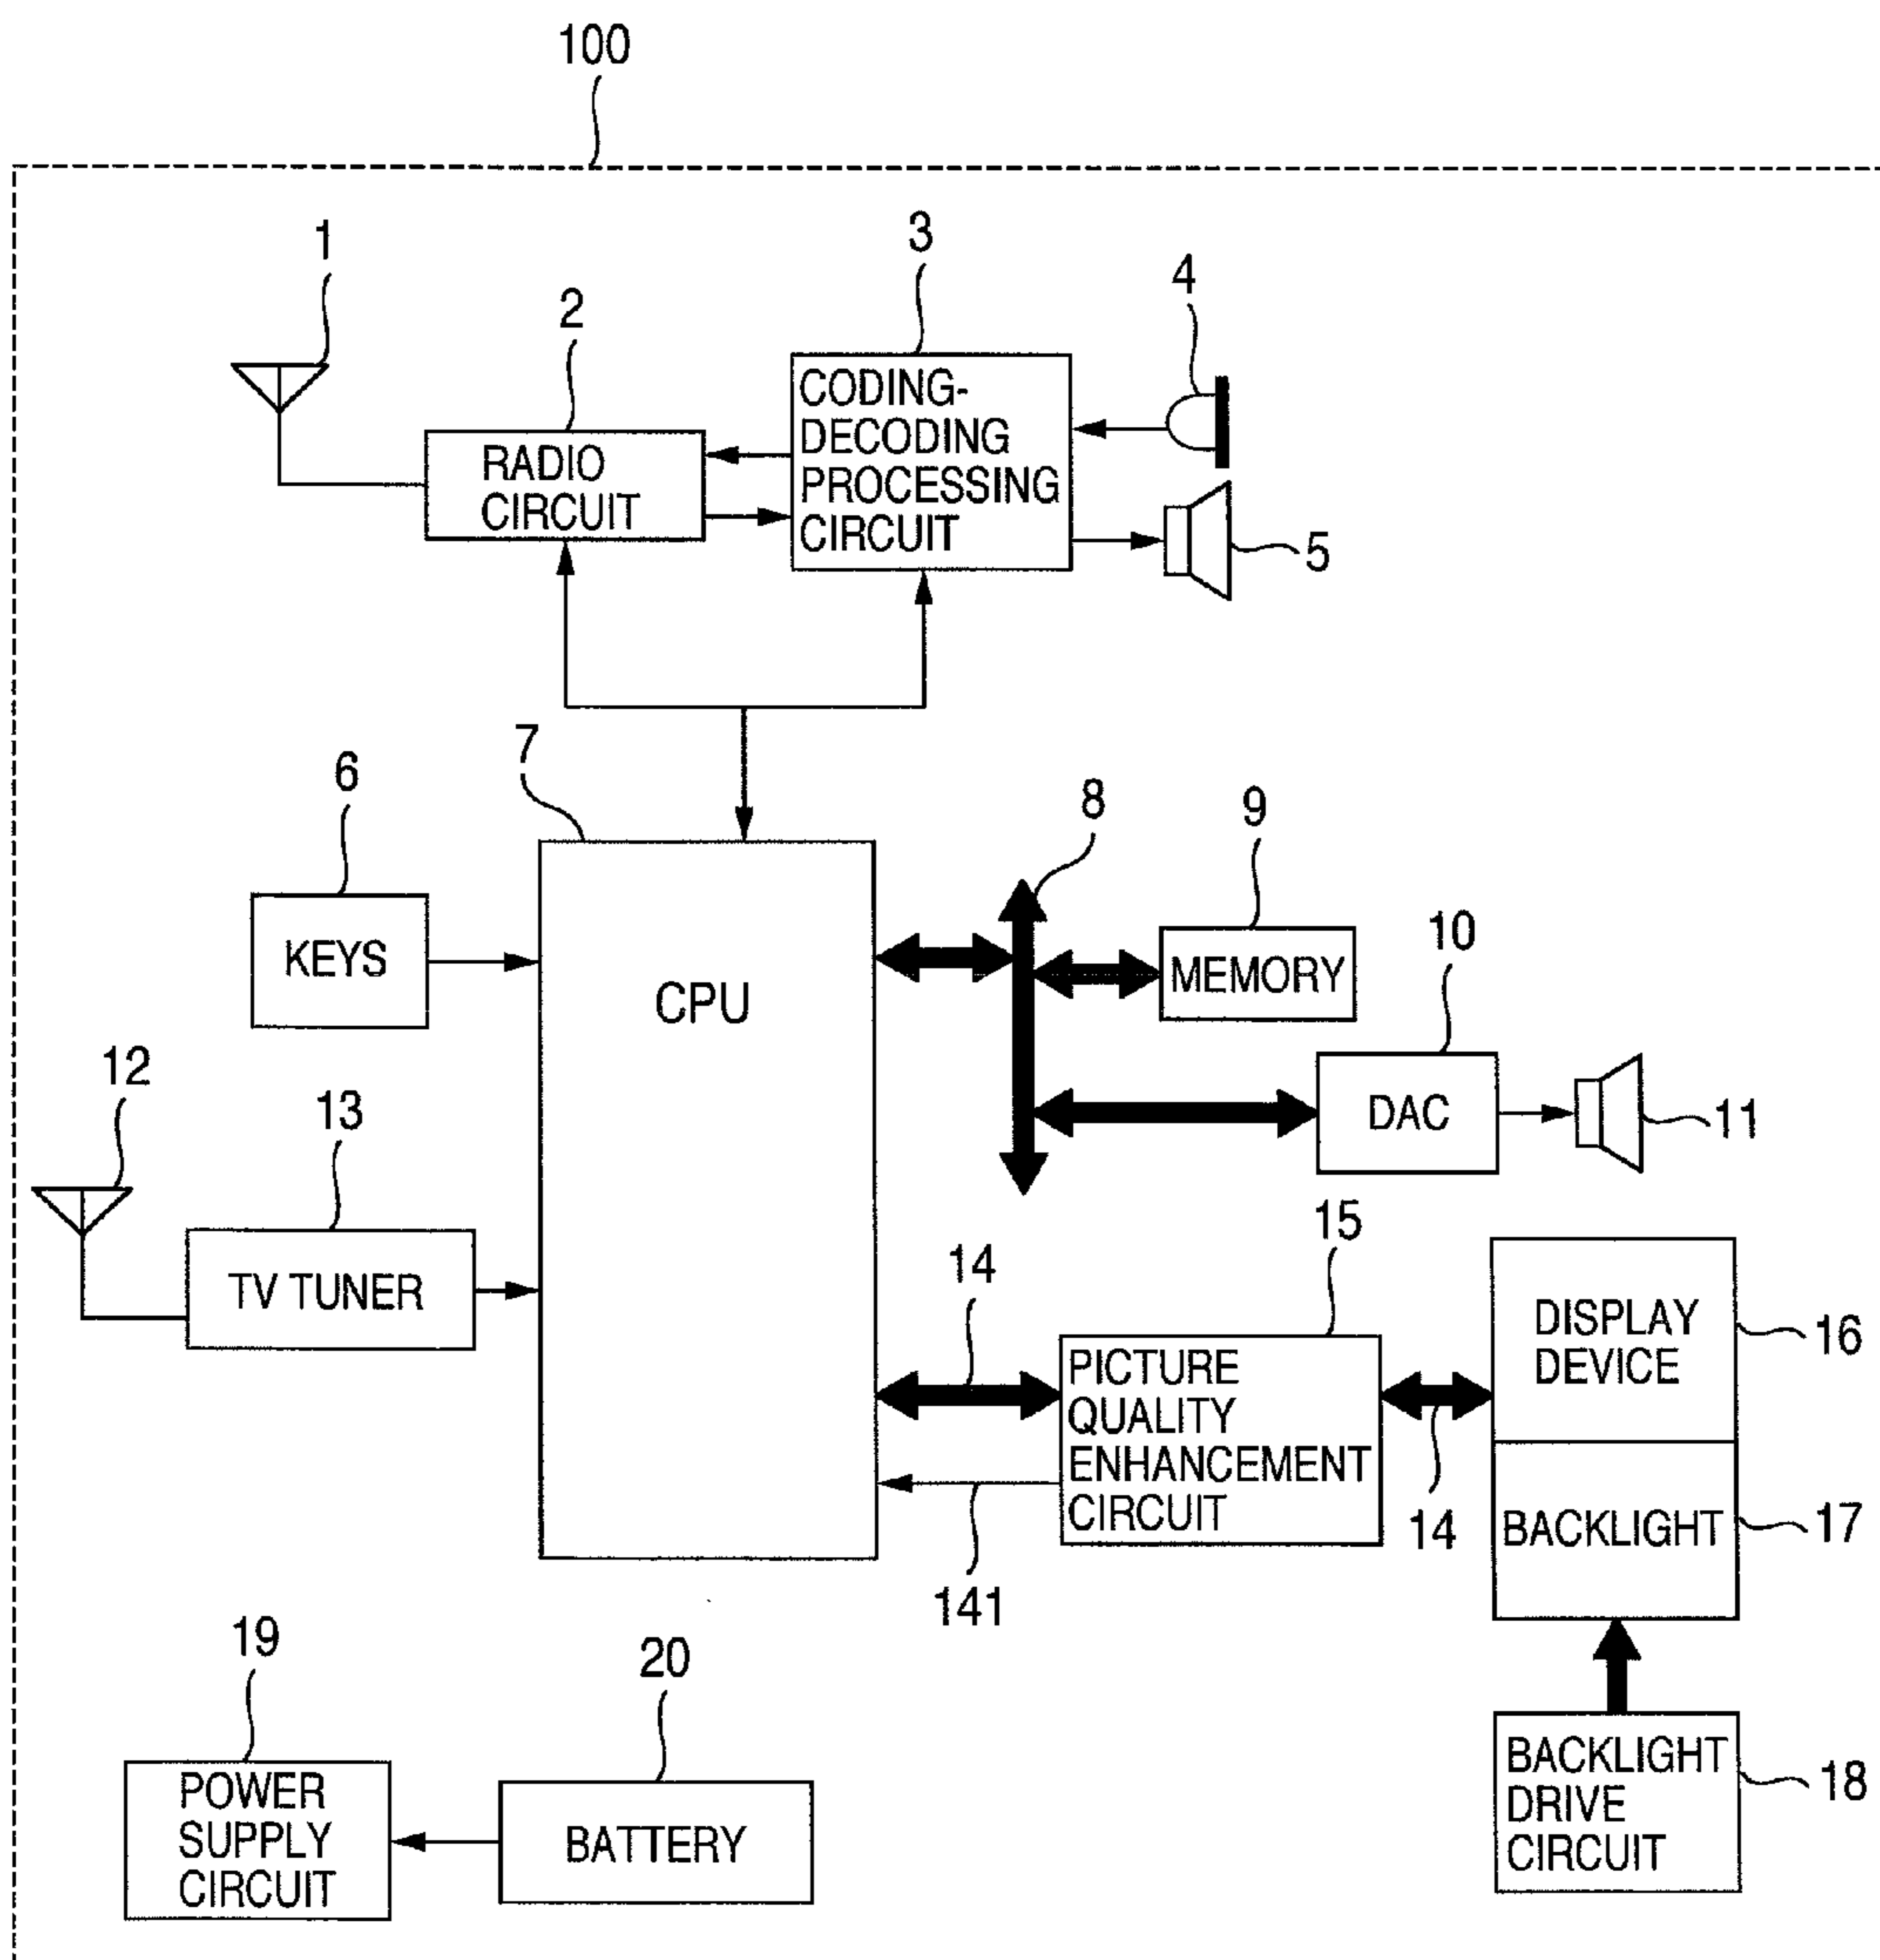 100
1
2
3
4
CODING-
DECODING
PROCESSING
CIRCUIT
RADIO
CIRCUIT
5
7
6
8
9
KEYS
CPU
MEMORY
10
DAC
11
12
13
TV TUNER
14
15
DISPLAY
DEVICE
16
PICTURE
QUALITY
ENHANCEMENT
CIRCUIT
14
BACKLIGHT
17
141
19
20
POWER
SUPPLY
CIRCUIT
BATTERY
BACKLIGHT
DRIVE
CIRCUIT
18